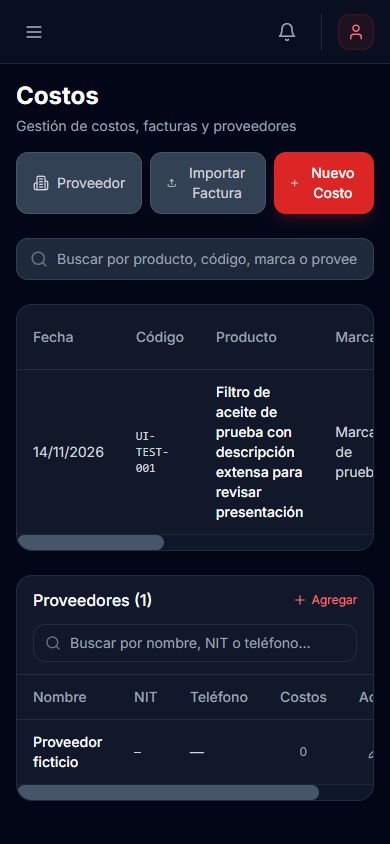 Costos
Gestión de costos, facturas y proveedores
Proveedor
Importar
Factura
Nuevo
Costo
Buscar por producto, código, marca o provee
Fecha Código Producto Marca
14/11/2026
UI-
TEST-
001
Filtro de
aceite de
prueba con
descripción
extensa para
revisar
presentación
Marca
de
prueb
Proveedores (1)
Agregar
Buscar por nombre, NIT o teléfono...
Nombre NIT Teléfono Costos Ac
Proveedor
ficticio
– — 0